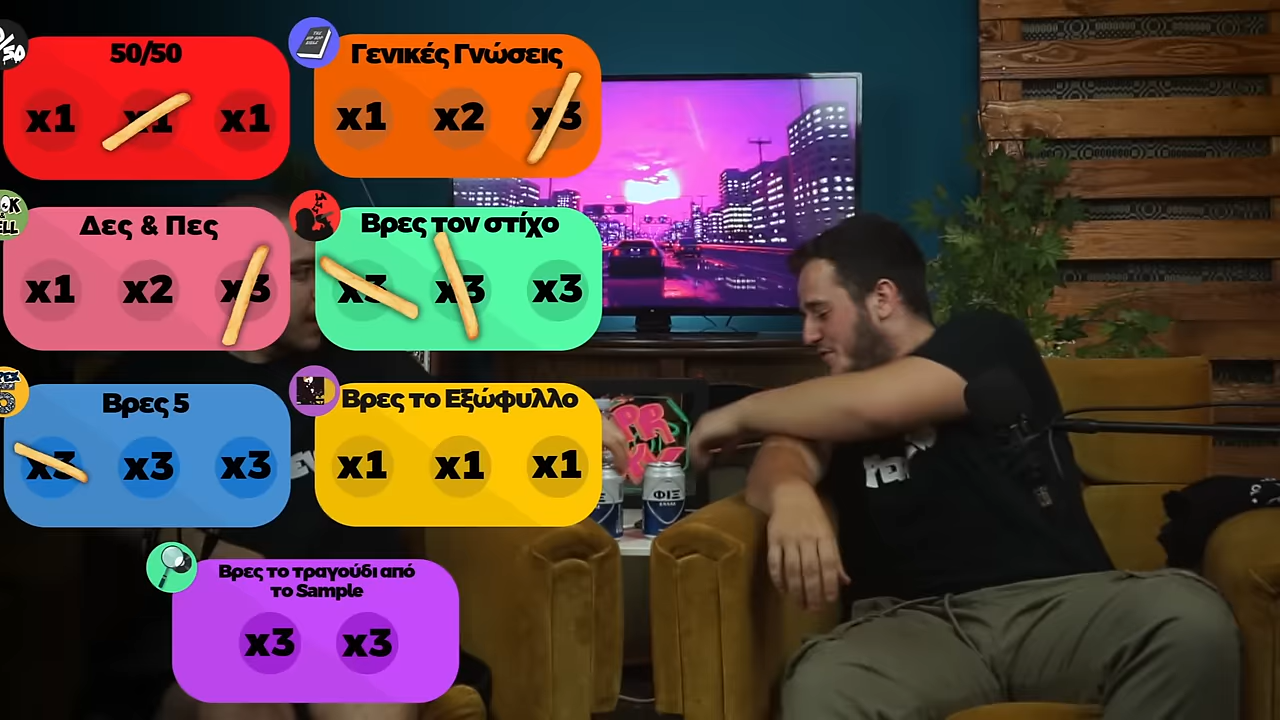 50/50
x1 x1 x1
Γενικές Γνώσεις
x1 x2 x3
Δες & Πες
x1 x2 x3
Βρες τον στίχο
x3 x3 x3
Βρες 5
x3 x3 x3
Βρες το Εξώφυλλο
x1 x1 x1
Βρες το τραγούδι από
το Sample
x3 x3
ΦΙΞ